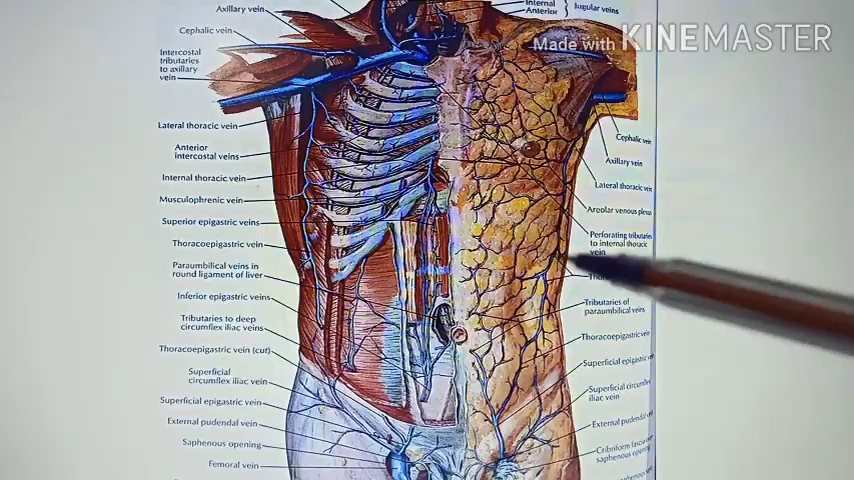 Internal
Anterior
Jugular veins
Axillary vein
Cephalic vein
Intercostal
tributaries
to axillary
vein
Made with KINEMASTER
Lateral thoracic vein
Anterior
intercostal veins
Internal thoracic vein
Musculophrenic vein
Superior epigastric veins
Thoracoepigastric vein
Paraumbilical veins in
round ligament of liver
Inferior epigastric veins
Tributaries to deep
circumflex iliac veins
Thoracoepigastric vein (cut)
Superficial
circumflex iliac vein
Superficial epigastric vein
External pudendal vein
Saphenous opening
Femoral vein
Cephalic vein
Axillary vein
Lateral thoracic vein
Areolar venous plexus
Perforating tributaries
to internal thoracic
vein
Tributaries of
paraumbilical veins
Thoracoepigastric vein
Superficial epigastric
Superficial circumflex
iliac vein
External pudendal
Cribriform fascia
saphenous opening